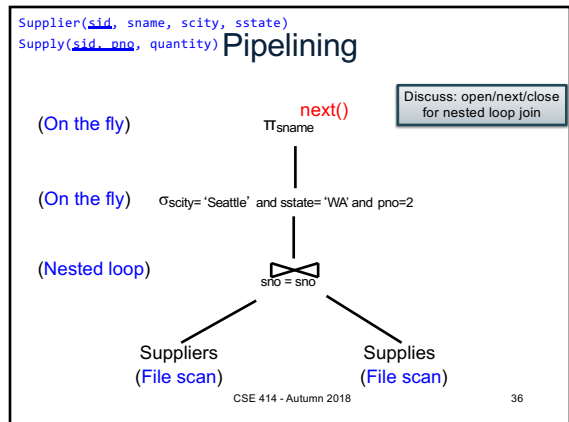 Supplier(sid, sname, scity, sstate)
Supply(sid, pno, quantity)
Pipelining
next()
Discuss: open/next/close
for nested loop join
(On the fly)
πsname
(On the fly)
σscity= ‘Seattle’ and sstate= ‘WA’ and pno=2
(Nested loop)
sno = sno
Suppliers
Supplies
(File scan)
(File scan)
CSE 414 - Autumn 2018
36